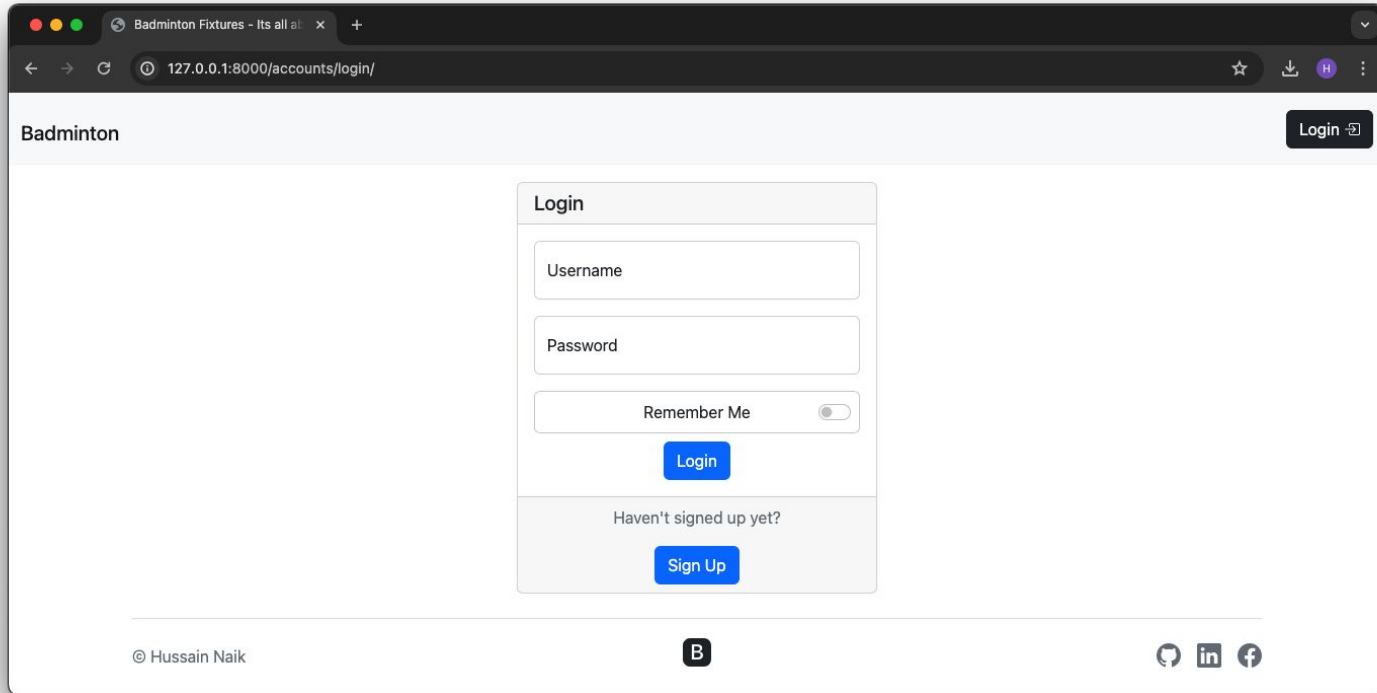 Badminton Fixtures - Its all ab
127.0.0.1:8000/accounts/login/
H
Badminton
Login
Login
Username
Password
Remember Me
Login
Haven't signed up yet?
Sign Up
© Hussain Naik
B
in